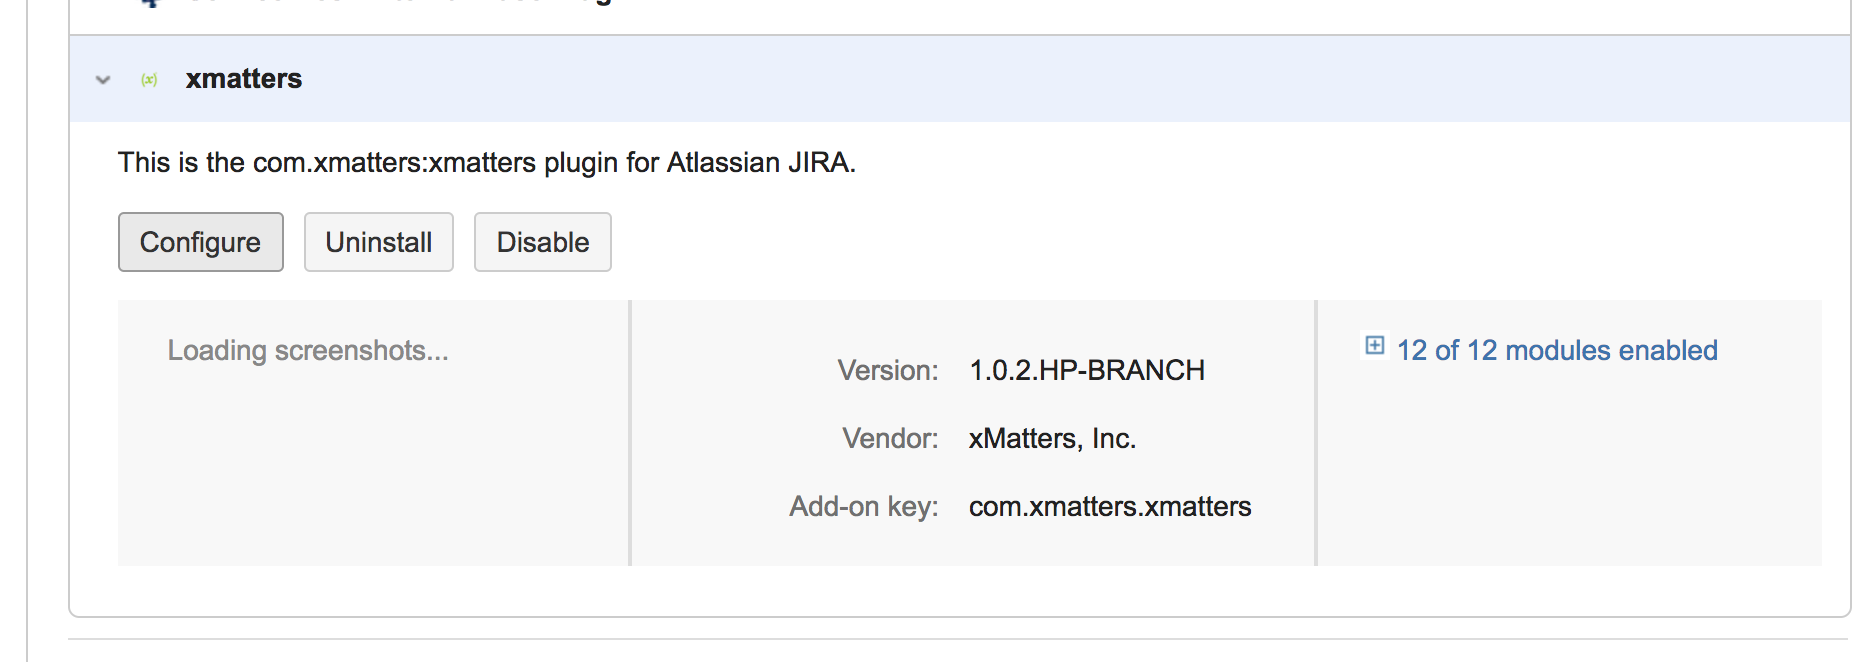 (x) xmatters
This is the com.xmatters:xmatters plugin for Atlassian JIRA.
Configure Uninstall Disable
Loading screenshots...
Version: 1.0.2.HP-BRANCH
Vendor: xMatters, Inc.
Add-on key: com.xmatters.xmatters
12 of 12 modules enabled